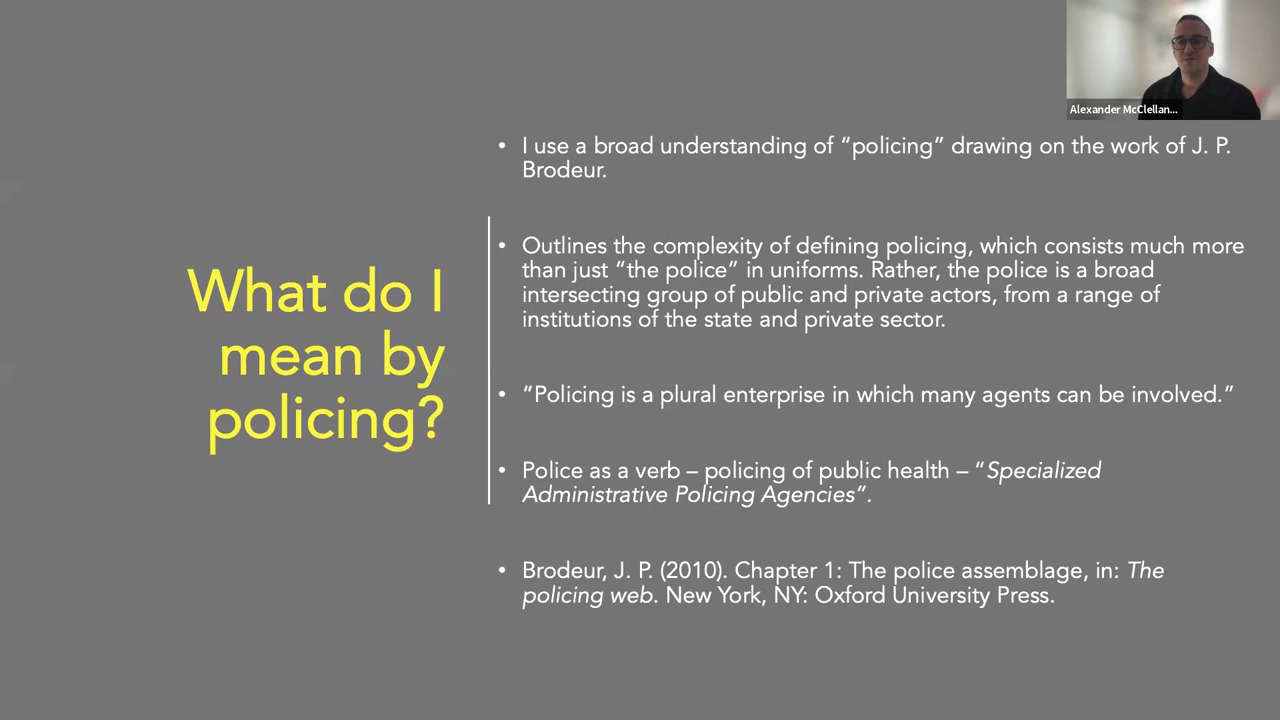 Alexander McClellan...
What do I
mean by
policing?
• I use a broad understanding of “policing” drawing on the work of J. P.
Brodeur.
• Outlines the complexity of defining policing, which consists much more
than just “the police” in uniforms. Rather, the police is a broad
intersecting group of public and private actors, from a range of
institutions of the state and private sector.
• “Policing is a plural enterprise in which many agents can be involved.”
• Police as a verb – policing of public health – “Specialized
Administrative Policing Agencies”.
• Brodeur, J. P. (2010). Chapter 1: The police assemblage, in: The
policing web. New York, NY: Oxford University Press.